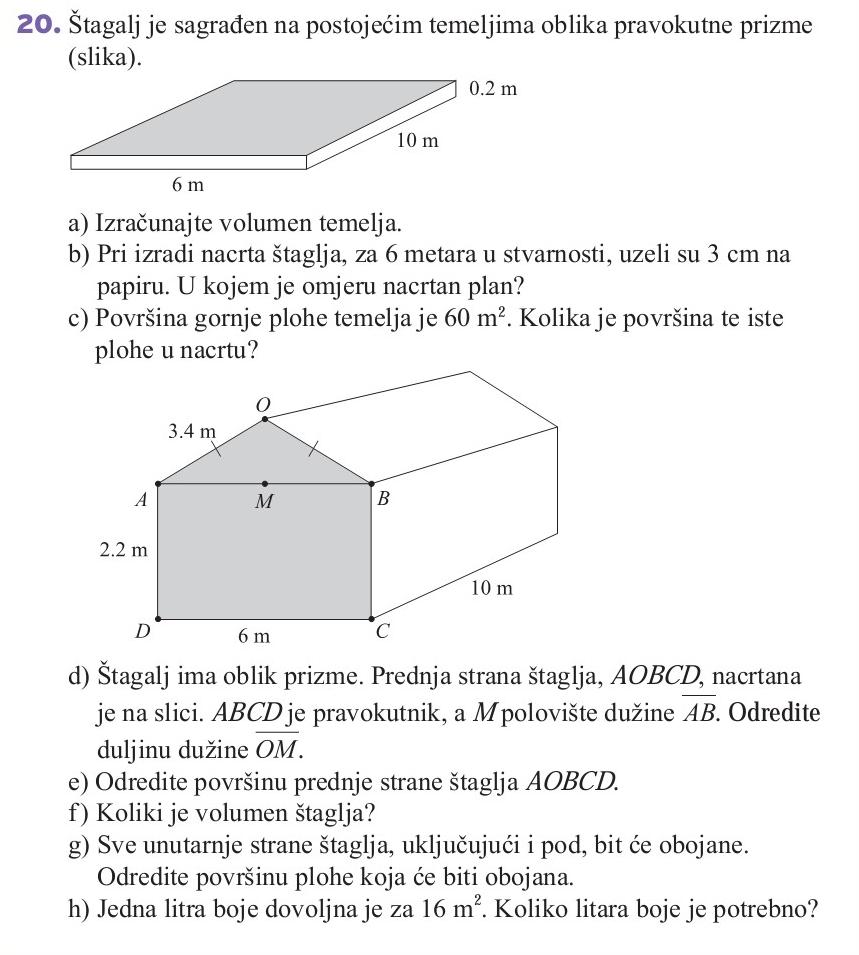 20. Štagalj je sagrađen na postojećim temeljima oblika pravokutne prizme
(slika).
0.2 m
10 m
6 m
a) Izračunajte volumen temelja.
b) Pri izradi nacrta štaglja, za 6 metara u stvarnosti, uzeli su 3 cm na
papiru. U kojem je omjeru nacrtan plan?
c) Površina gornje plohe temelja je 60 m². Kolika je površina te iste
plohe u nacrtu?
O
3.4 m
A
M
B
2.2 m
10 m
D
6 m
C
d) Štagalj ima oblik prizme. Prednja strana štaglja, AOBCD, nacrtana
je na slici. ABCD je pravokutnik, a M polovište dužine AB. Odredite
duljinu dužine OM.
e) Odredite površinu prednje strane štaglja AOBCD.
f) Koliki je volumen štaglja?
g) Sve unutarnje strane štaglja, uključujući i pod, bit će obojane.
Odredite površinu plohe koja će biti obojana.
h) Jedna litra boje dovoljna je za 16 m². Koliko litara boje je potrebno?